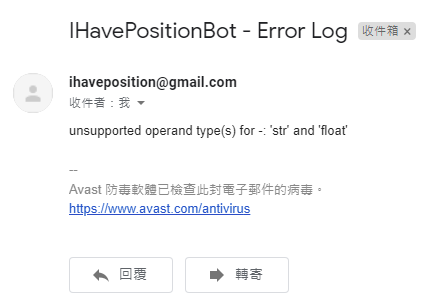 IHavePositionBot - Error Log 收件箱 ×
ihaveposition@gmail.com
收件者：我
unsupported operand type(s) for -: 'str' and 'float'
--
Avast 防毒軟體已檢查此封電子郵件的病毒。
https://www.avast.com/antivirus
回覆 轉寄